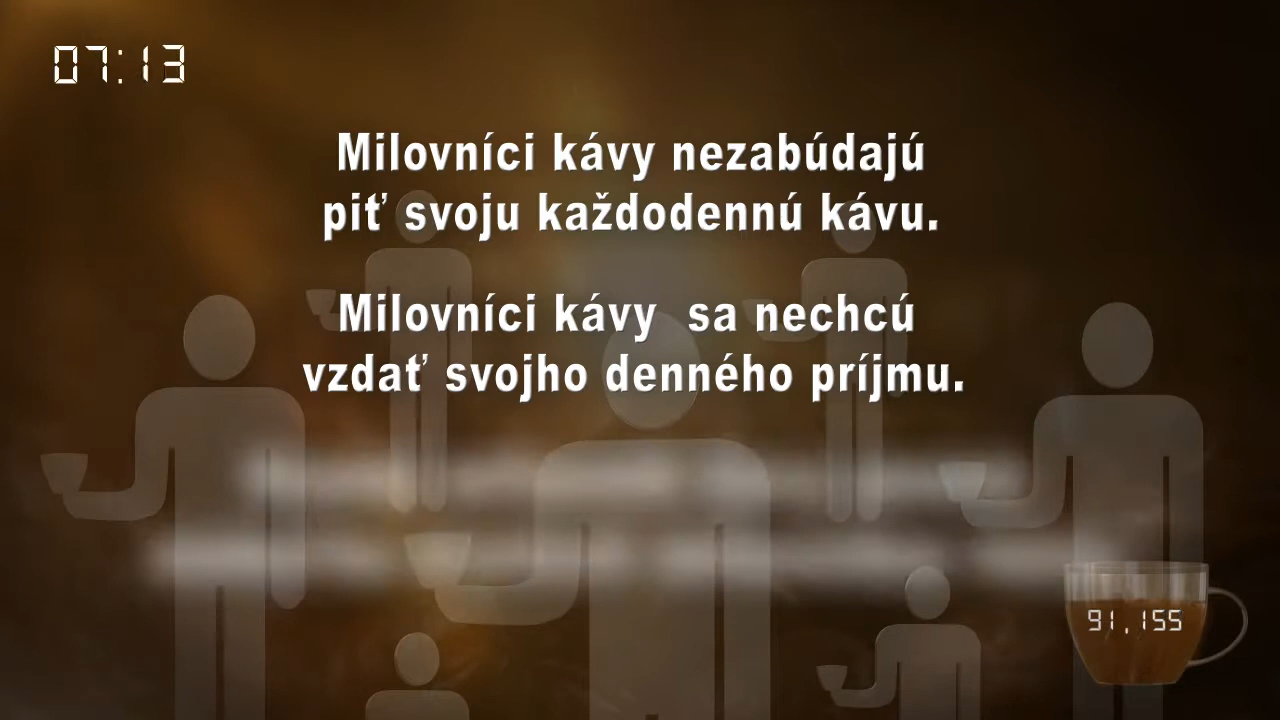 07:13
Milovníci kávy nezabúdajú
piť svoju každodennú kávu.
Milovníci kávy  sa nechcú
vzdať svojho denného príjmu.
91,155